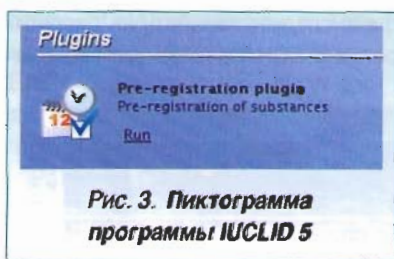 Plugins
Pre-registration plugin
Pre-registration of substances
12
Run
Рис. 3. Пиктограмма
программы IUCLID 5